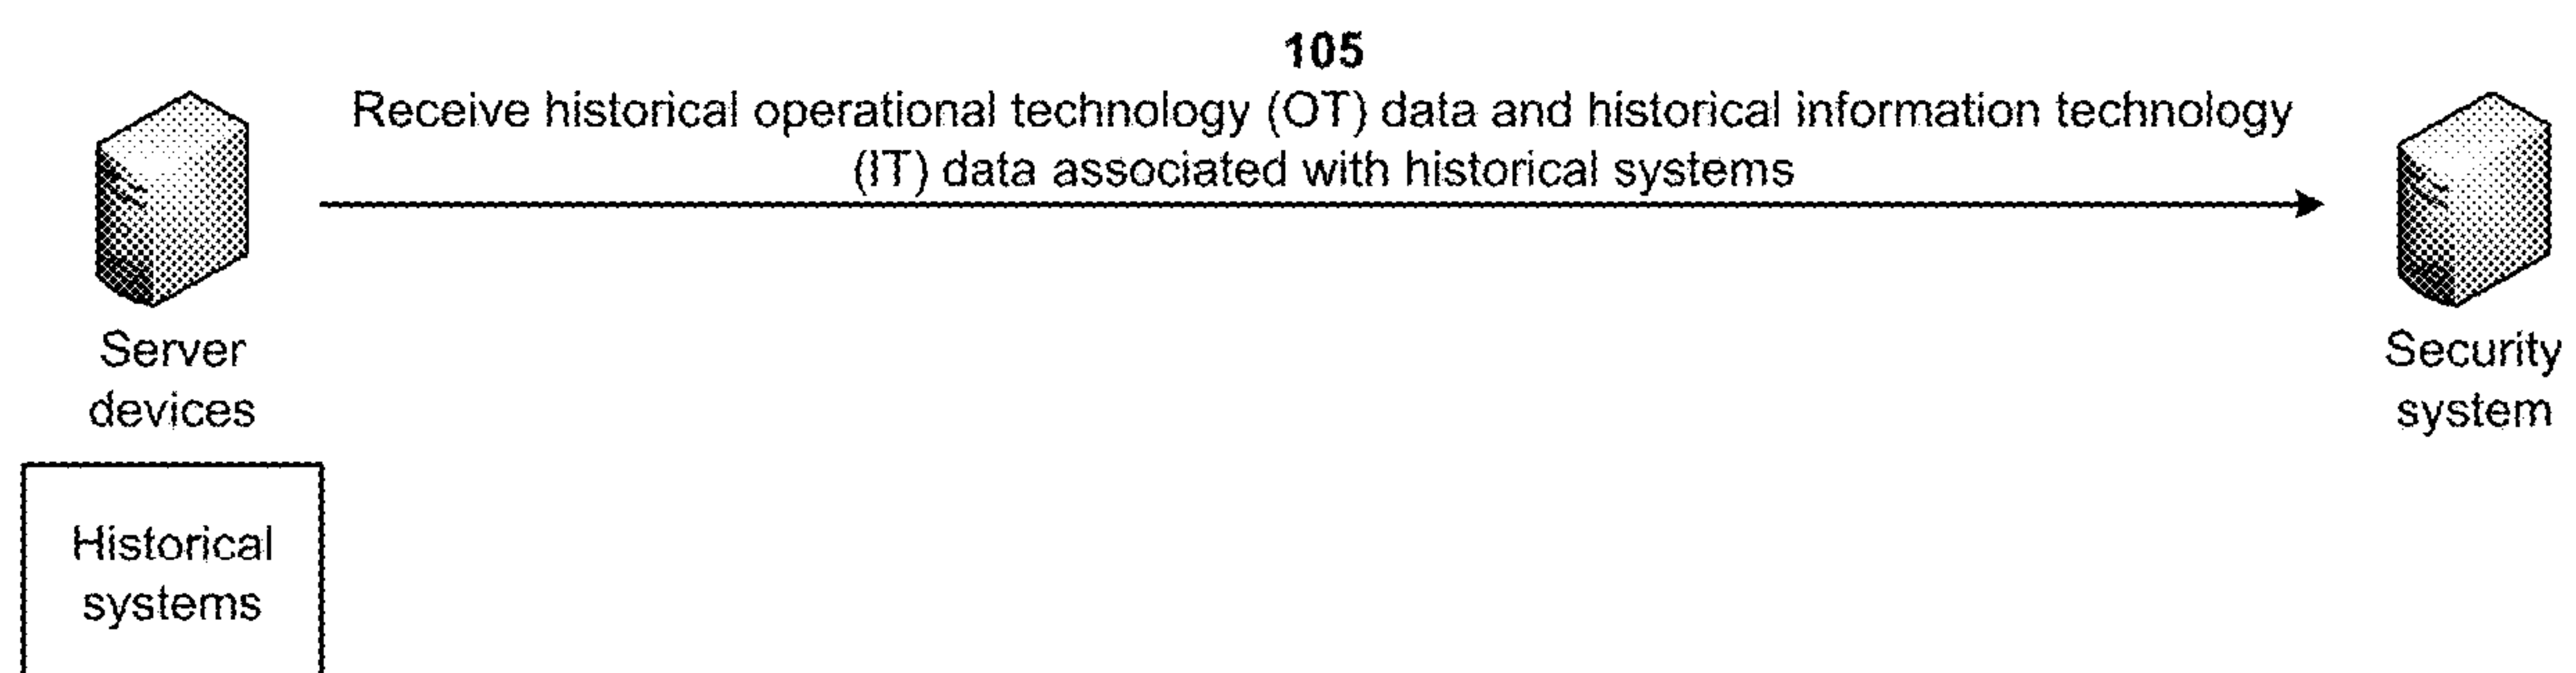 105
Receive historical operational technology (OT) data and historical information technology
(IT) data associated with historical systems
Server
devices
Security
system
Historical
systems